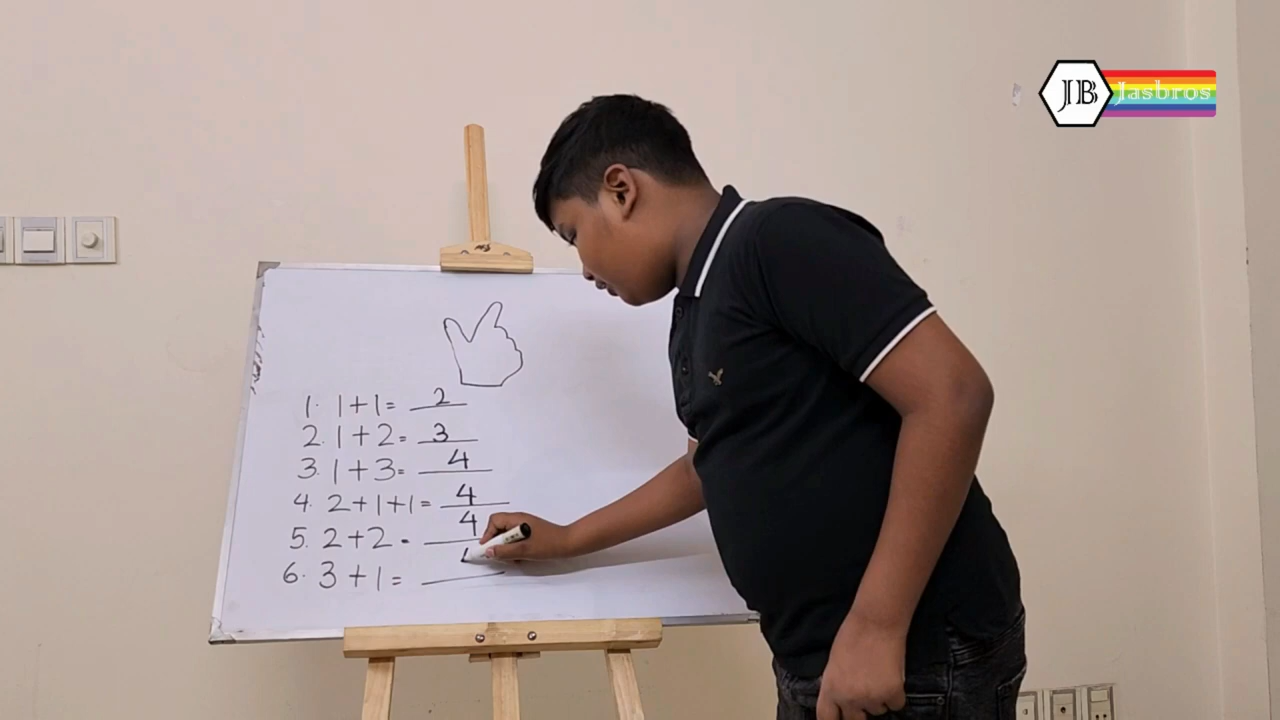 JB Jasbros
1. 1+1= 2
2. 1+2= 3
3. 1+3= 4
4. 2+1+1= 4
5. 2+2= 4
6. 3+1=